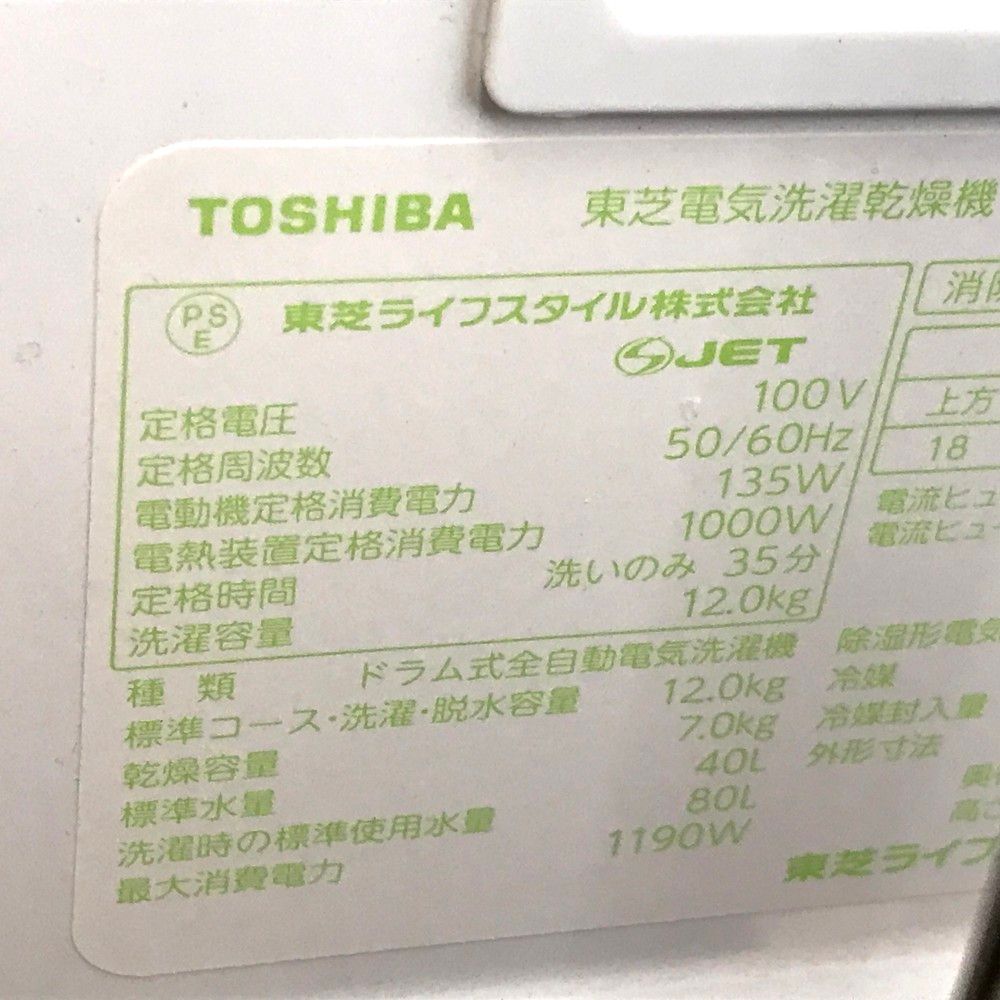 TOSHIBA 東芝電気洗濯乾燥機
PSE 東芝ライフスタイル株式会社
S JET
定格電圧 100V
定格周波数 50/60Hz
電動機定格消費電力 135W
電熱装置定格消費電力 1000W
定格時間 洗いのみ 35分
洗濯容量 12.0kg
種 類 ドラム式全自動電気洗濯機
標準コース・洗濯・脱水容量 12.0kg
乾燥容量 7.0kg
標準水量 40L
洗濯時の標準使用水量 80L
最大消費電力 1190W
消
上方
18
電流ヒュ
電流ヒュ
除湿形電気
冷媒
冷媒封入量
外形寸法
奥
高さ
東芝ライフ